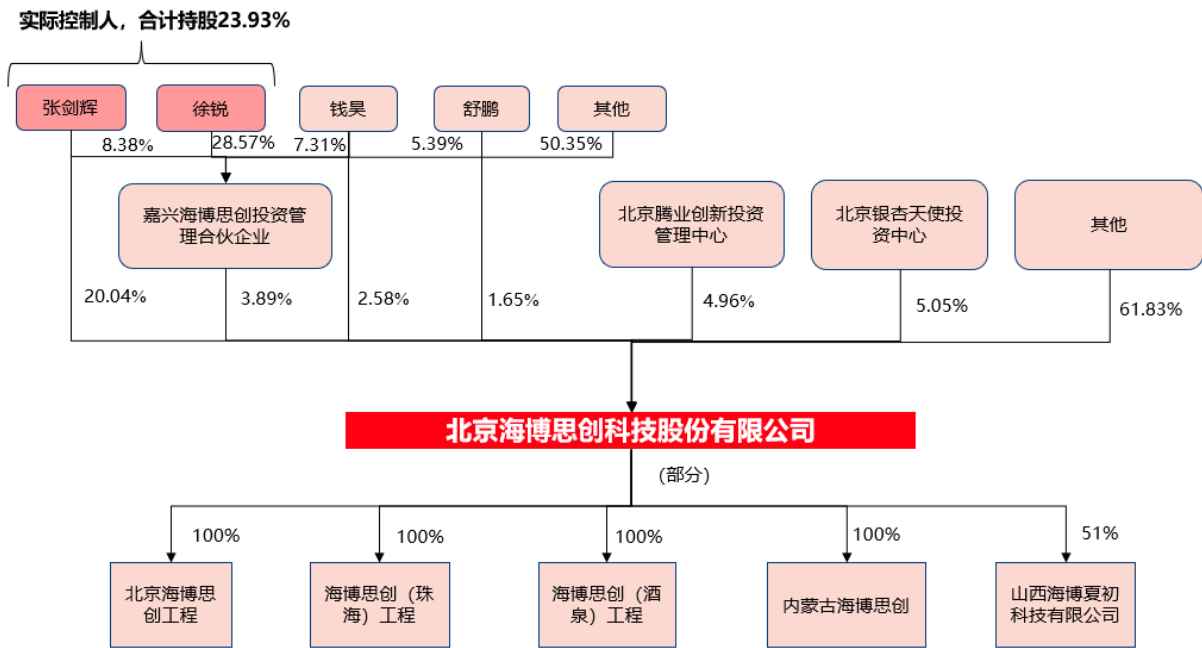 实际控制人，合计持股23.93%
张剑辉
徐锐
钱昊
舒鹏
其他
8.38%
28.57%
7.31%
5.39%
50.35%
嘉兴海博思创投资管
理合伙企业
北京腾业创新投资
管理中心
北京银杏天使投
资中心
其他
20.04%
3.89%
2.58%
1.65%
4.96%
5.05%
61.83%
北京海博思创科技股份有限公司
（部分）
100%
100%
100%
100%
51%
北京海博思
创工程
海博思创（珠
海）工程
海博思创（酒
泉）工程
内蒙古海博思创
山西海博夏初
科技有限公司